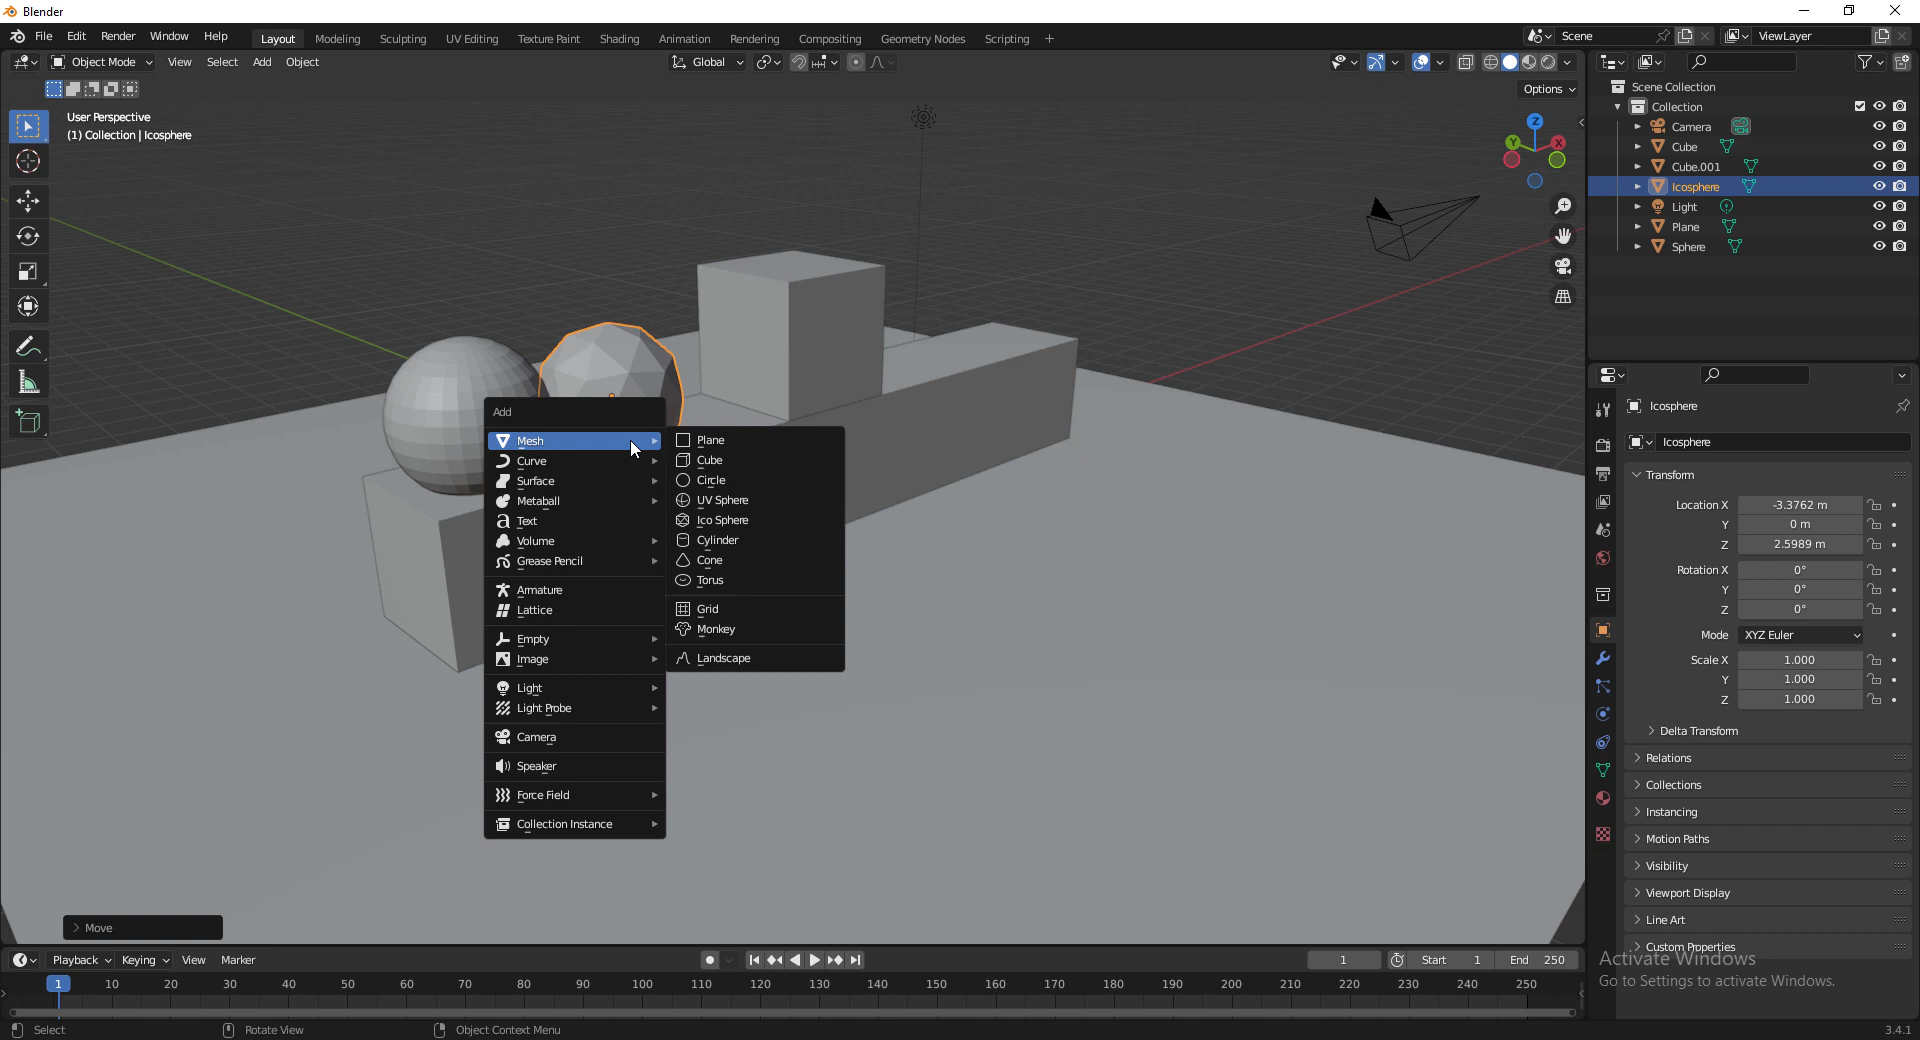 Blender
File Edit Render Window Help Layout Modeling Sculpting UV Editing Texture Paint Shading Animation Rendering Compositing Geometry Nodes Scripting + Scene ViewLayer
Object Mode View Select Add Object Global
Options
User Perspective
(1) Collection | Icosphere
Z
Y X
Scene Collection
Collection
Camera
Cube
Cube.001
Icosphere
Light
Plane
Sphere
Add
Mesh
Curve
Surface
Metaball
Text
Volume
Grease Pencil
Armature
Lattice
Empty
Image
Light
Light Probe
Camera
Speaker
Force Field
Collection Instance
Plane
Cube
Circle
UV Sphere
Ico Sphere
Cylinder
Cone
Torus
Grid
Monkey
Landscape
Icosphere
Icosphere
Transform
Location X -3.3762 m
Y 0 m
Z 2.5989 m
Rotation X 0°
Y 0°
Z 0°
Mode XYZ Euler
Scale X 1.000
Y 1.000
Z 1.000
Delta Transform
Relations
Collections
Instancing
Motion Paths
Visibility
Viewport Display
Line Art
Custom Properties
Activate Windows
Go to Settings to activate Windows.
Move
Playback Keying View Marker 1 Start 1 End 250
1 10 20 30 40 50 60 70 80 90 100 110 120 130 140 150 160 170 180 190 200 210 220 230 240 250
Select Rotate View Object Context Menu 3.4.1